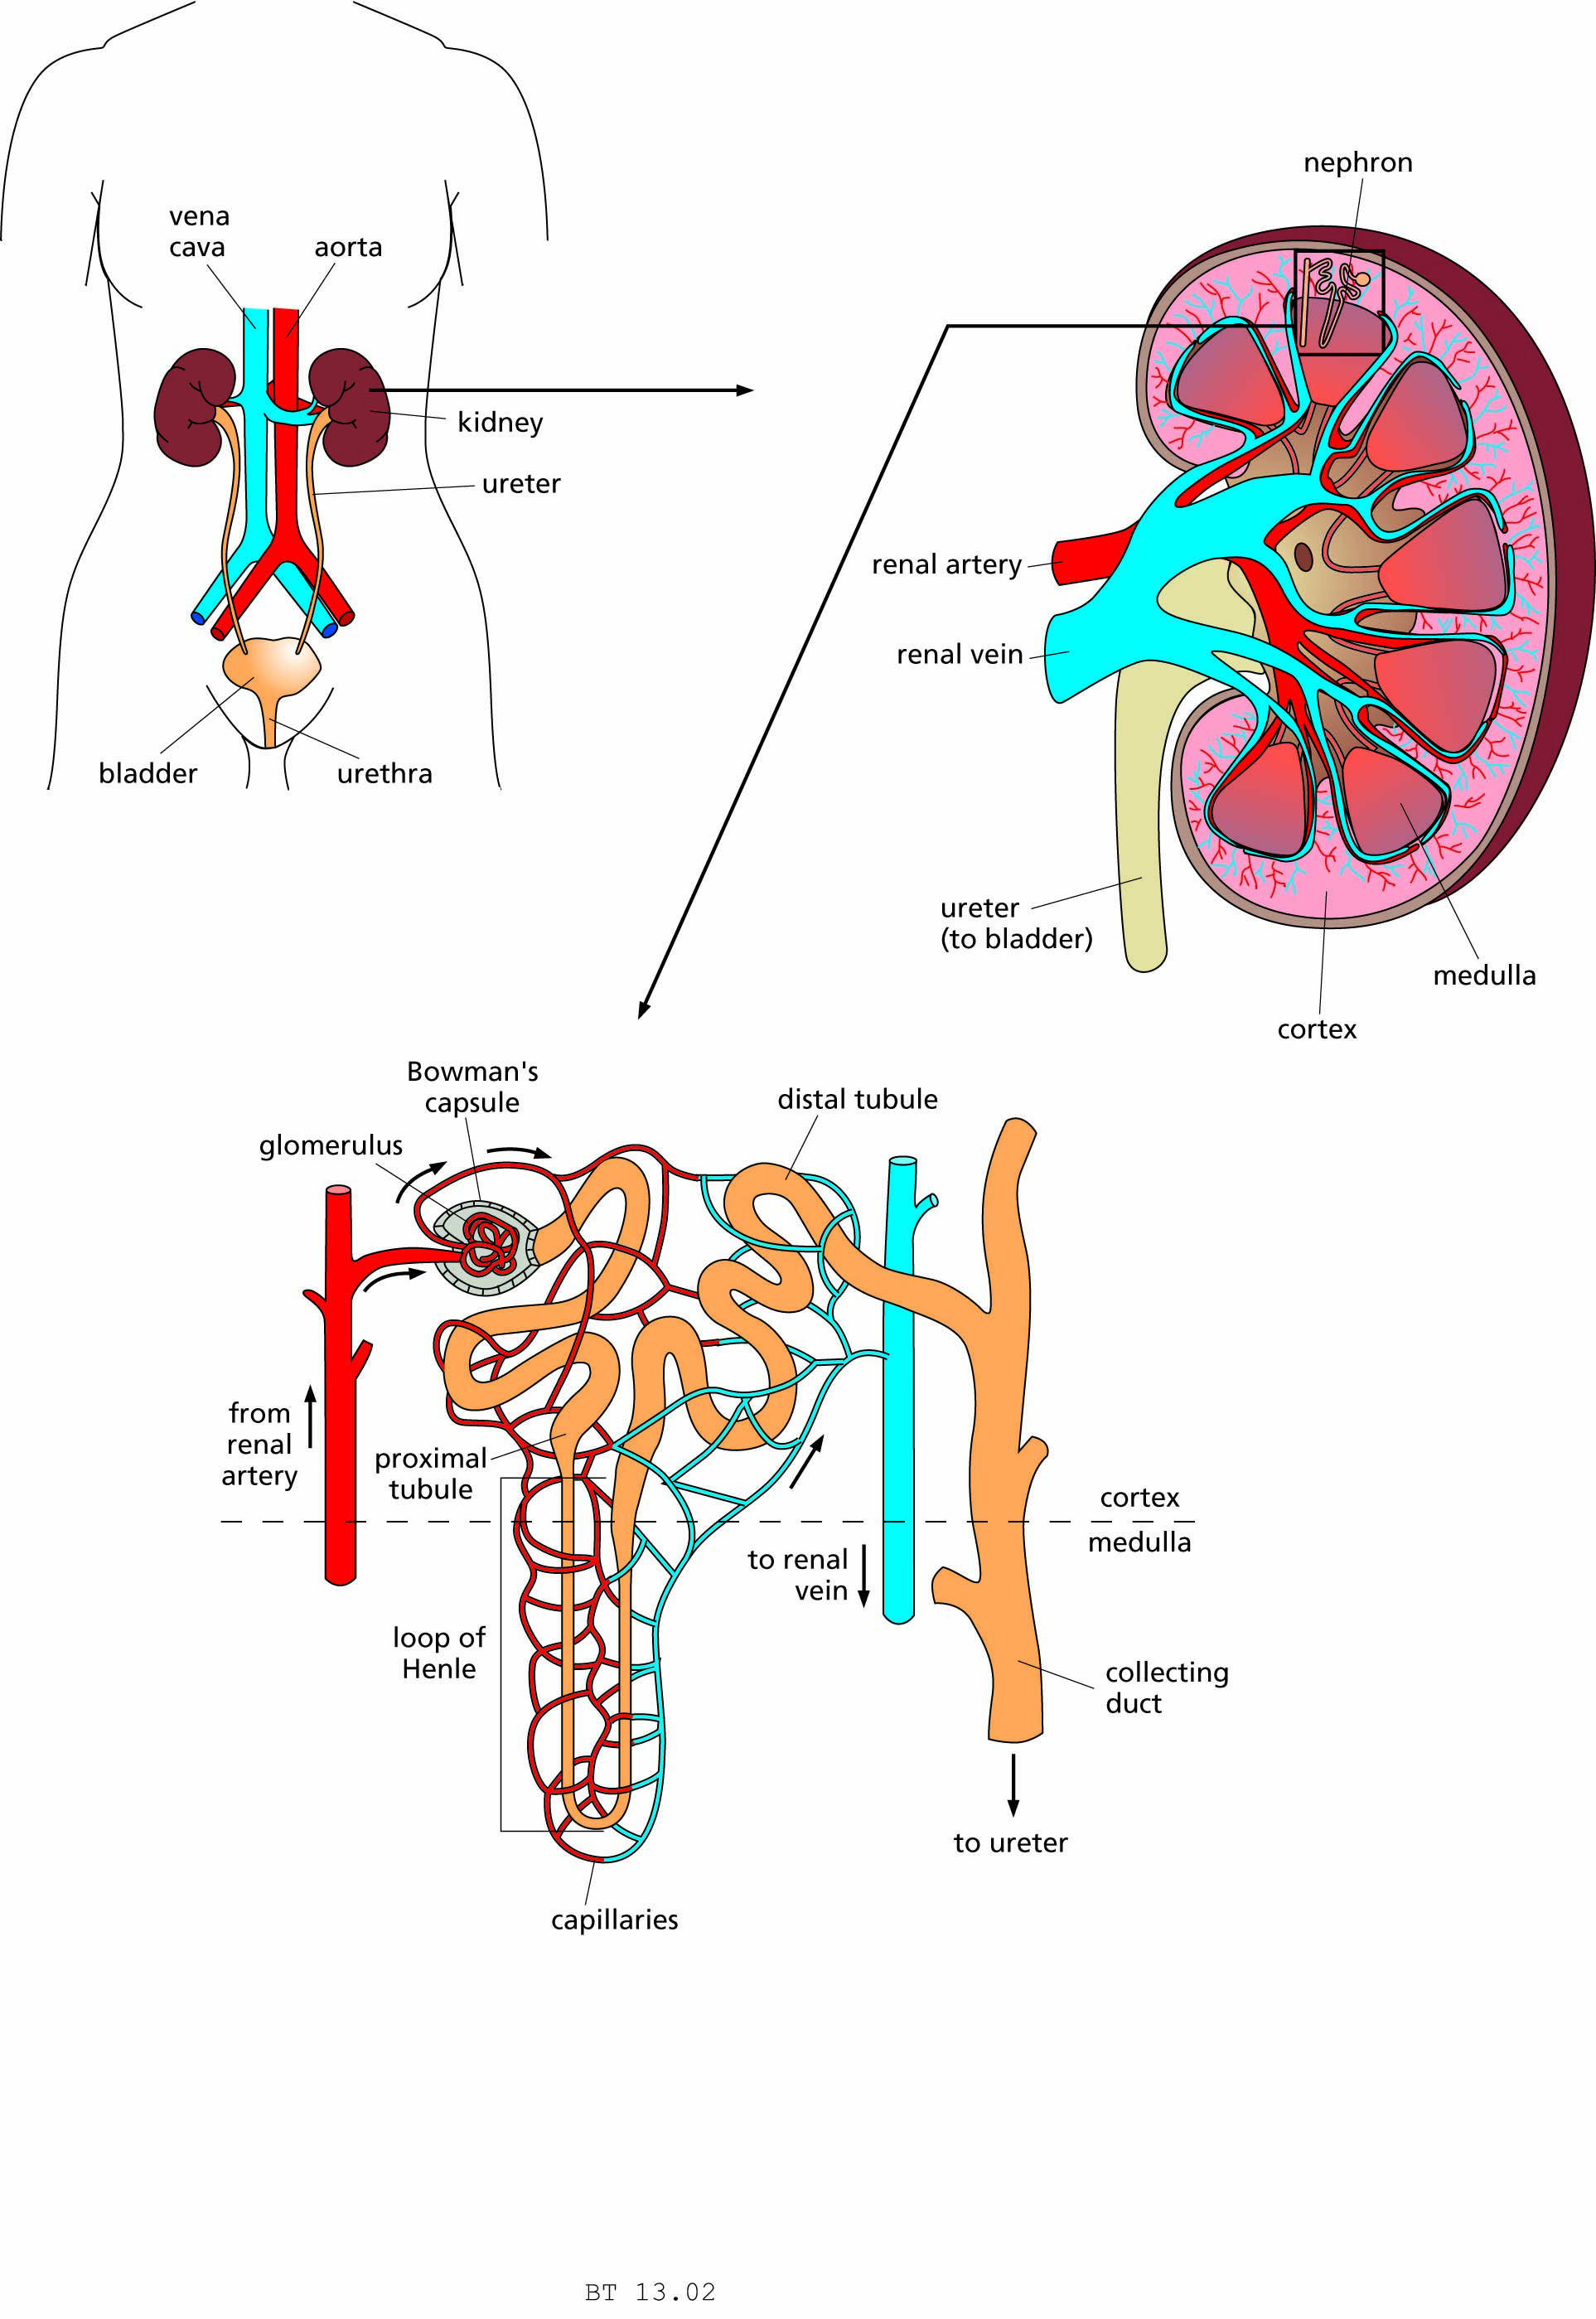 vena
cava
aorta
kidney
ureter
bladder
urethra
nephron
renal artery
renal vein
ureter
(to bladder)
medulla
cortex
Bowman's
capsule
glomerulus
distal tubule
from
renal
artery
proximal
tubule
cortex
medulla
to renal
vein
loop of
Henle
collecting
duct
to ureter
capillaries
BT 13.02